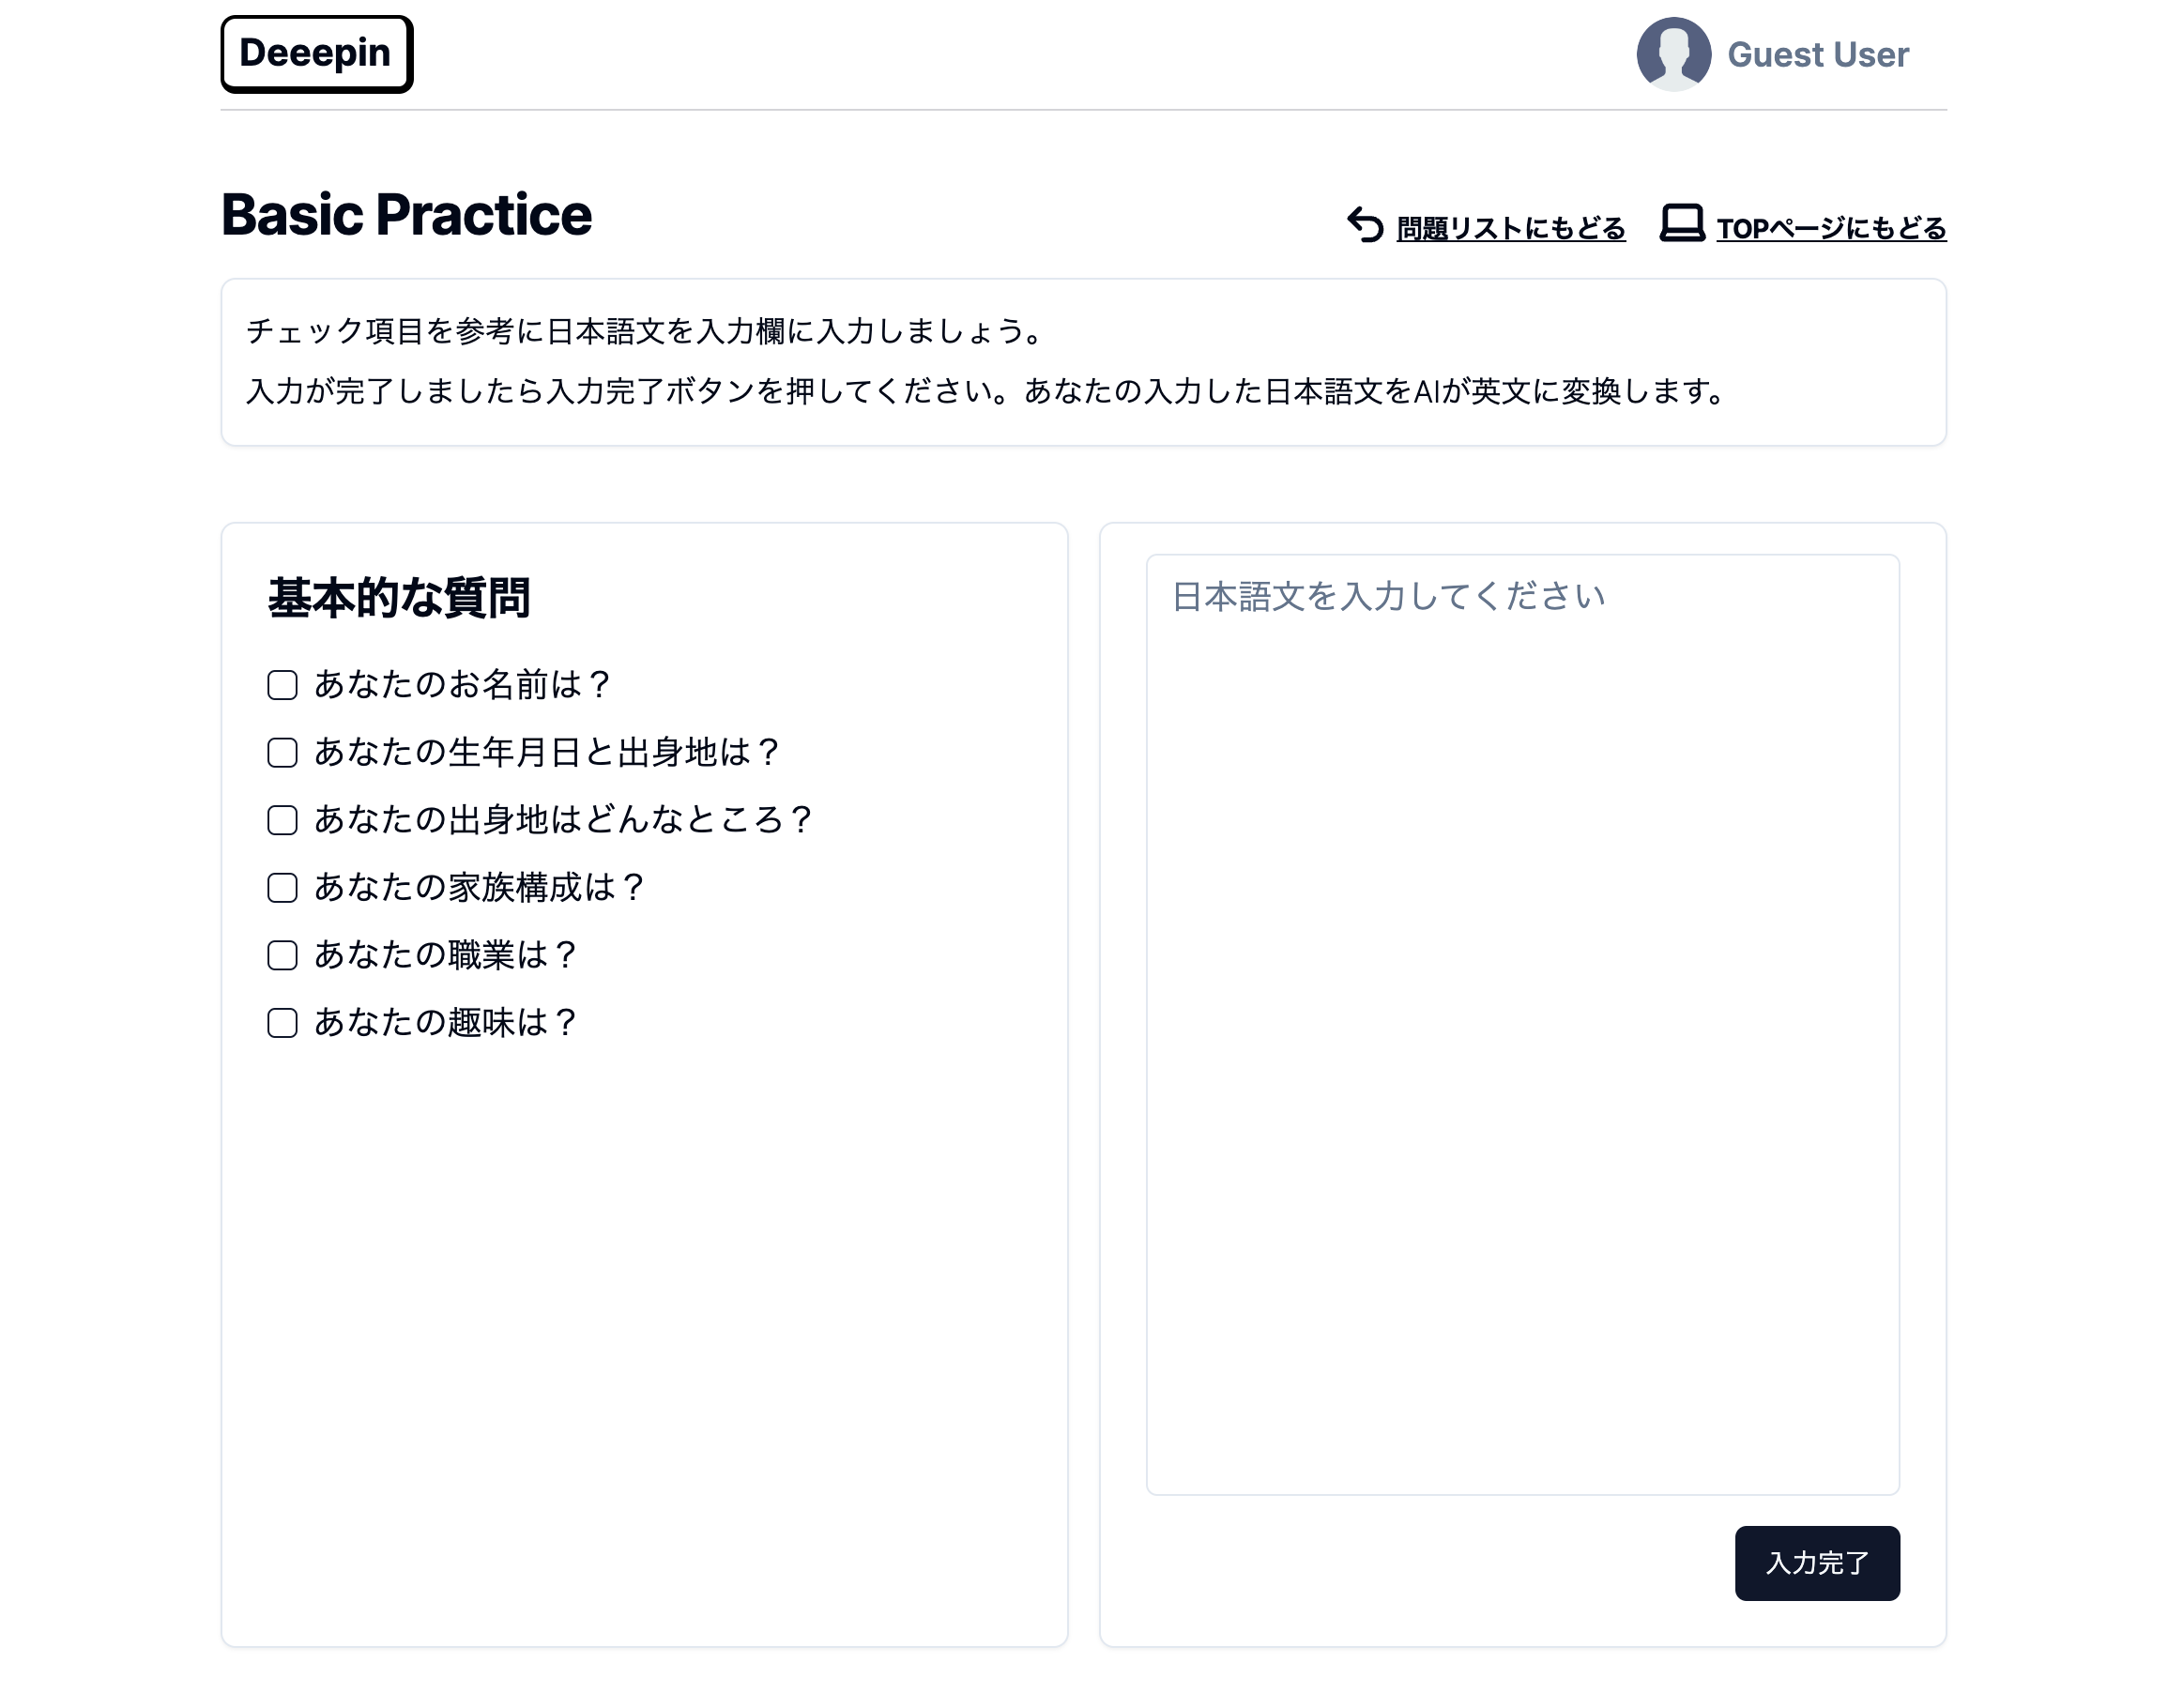 Deeepin
Guest User
Basic Practice
問題リストにもどる
TOPページにもどる
チェック項目を参考に日本語文を入力欄に入力しましょう。
入力が完了しましたら入力完了ボタンを押してください。あなたの入力した日本語文をAIが英文に変換します。
基本的な質問
あなたのお名前は？
あなたの生年月日と出身地は？
あなたの出身地はどんなところ？
あなたの家族構成は？
あなたの職業は？
あなたの趣味は？
日本語文を入力してください
入力完了